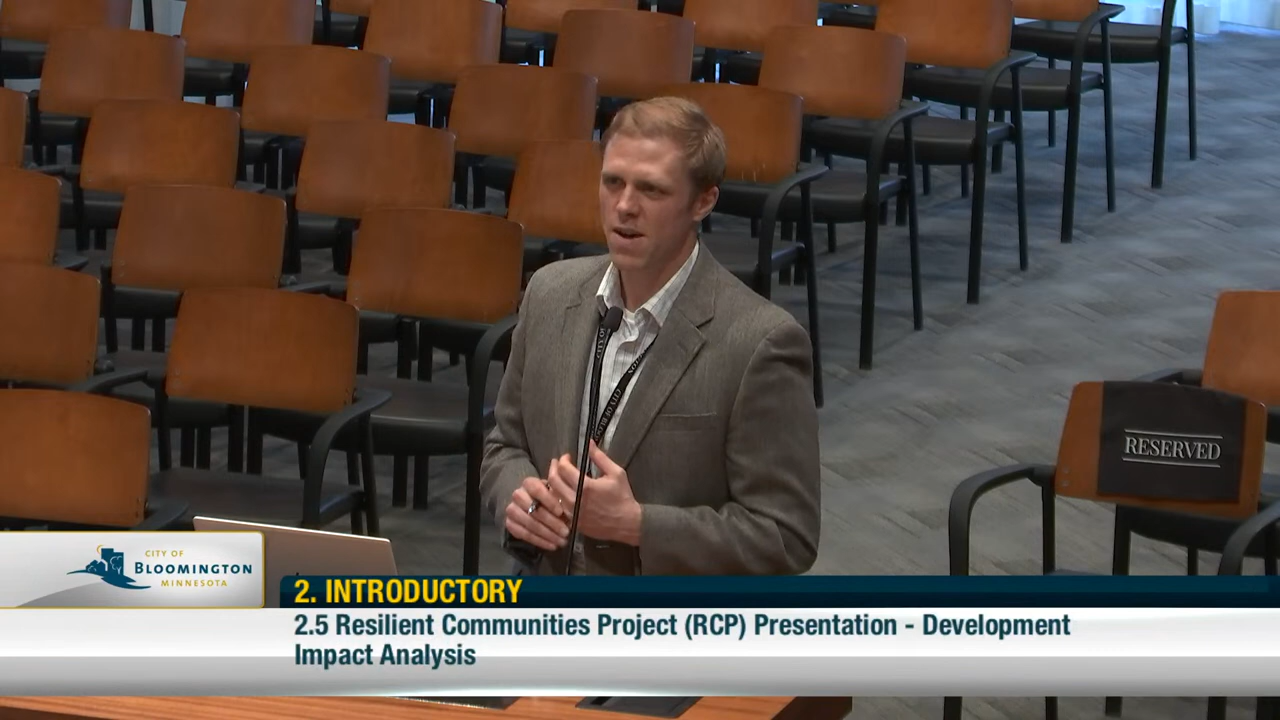 RESERVED
CITY OF
BLOOMINGTON
MINNESOTA
2. INTRODUCTORY
2.5 Resilient Communities Project (RCP) Presentation - Development
Impact Analysis